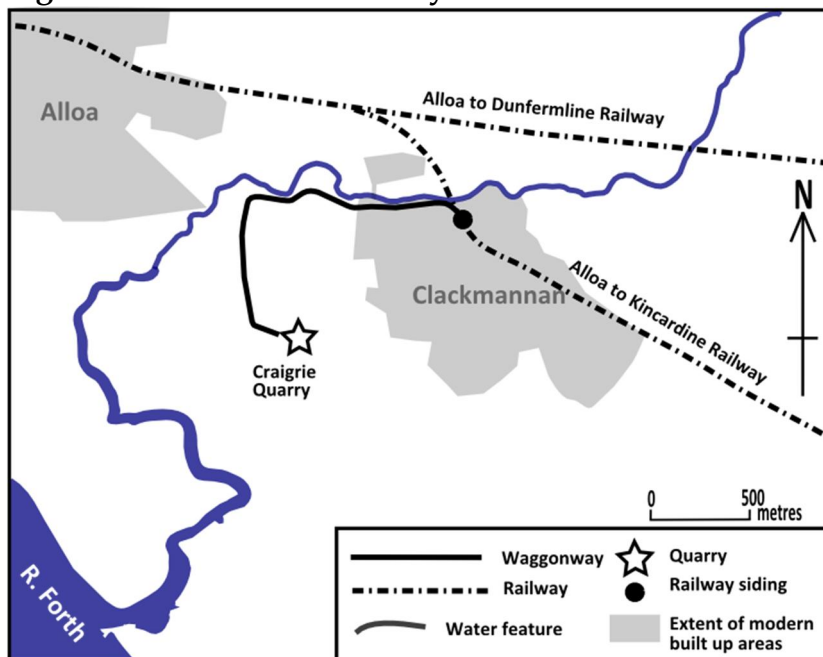 Alloa to Dunfermline Railway
Alloa
N
Clackmannan
Alloa to Kincardine Railway
Craigrie
Quarry
0 500
metres
R. Forth
Waggonway
Quarry
Railway
Railway siding
Water feature
Extent of modern
built up areas